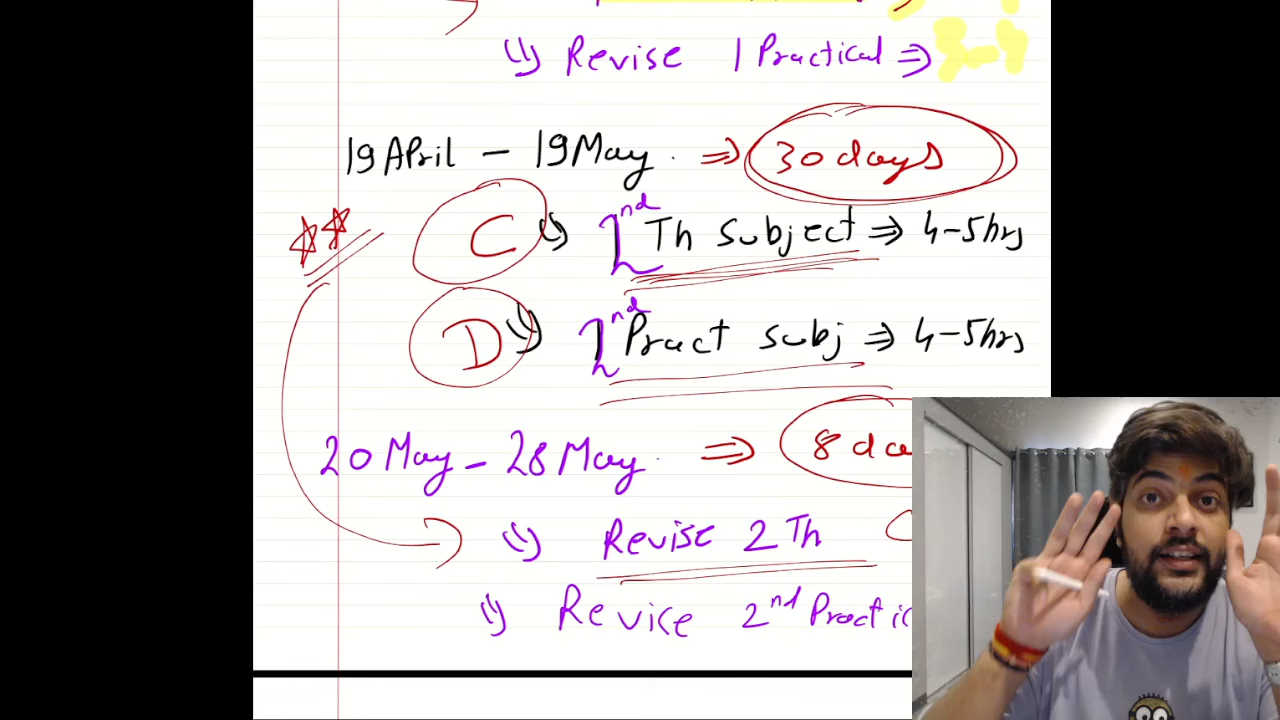 Revise 1 Practical ⇒
19 April - 19 May ⇒ 30 days
C 2nd Th Subject ⇒ 4-5hrs
D 2nd Pract subj ⇒ 4-5hrs
20 May - 28 May ⇒ 8 da
Revise 2 Th
Revice 2nd Practic